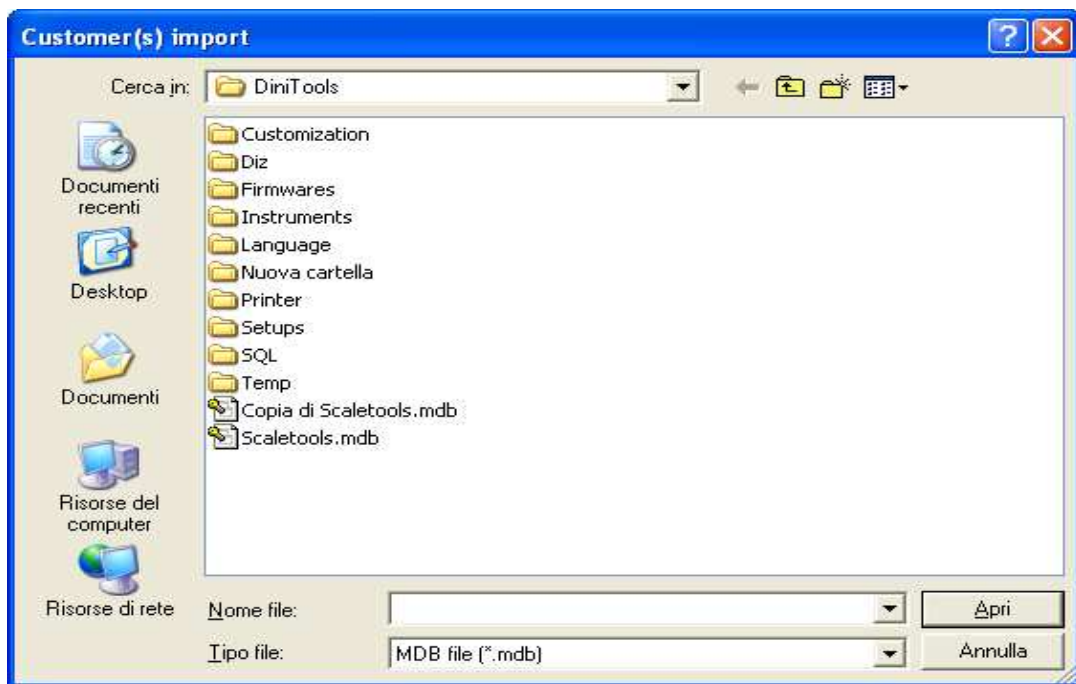 Customer(s) import
Cerca in:
DiniTools
Documenti
recenti
Desktop
Documenti
Risorse del
computer
Risorse di rete
Customization
Diz
Firmwares
Instruments
Language
Nuova cartella
Printer
Setups
SQL
Temp
Copia di Scaletools.mdb
Scaletools.mdb
Nome file:
Apri
Tipo file:
MDB file (*.mdb)
Annulla